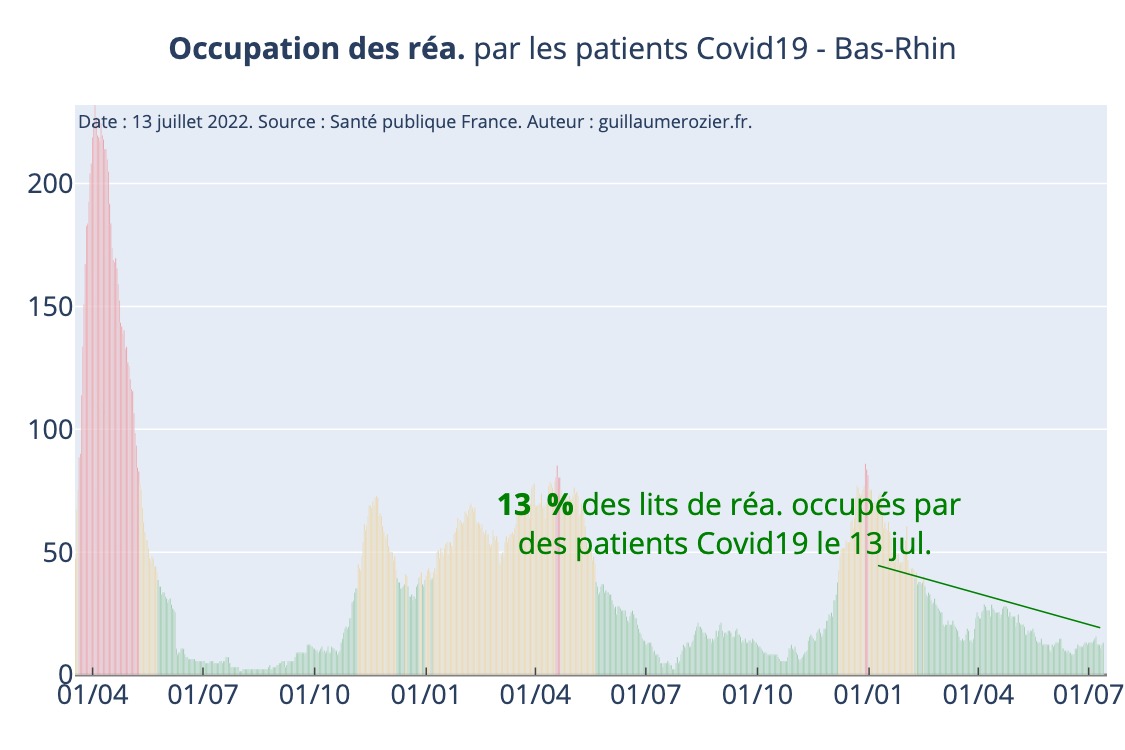 Occupation des réa. par les patients Covid19 - Bas-Rhin
Date : 13 juillet 2022. Source : Santé publique France. Auteur : guillaumerozier.fr.
200
150
100
50
0
13 % des lits de réa. occupés par
des patients Covid19 le 13 jul.
01/04 01/07 01/10 01/01 01/04 01/07 01/10 01/01 01/04 01/07